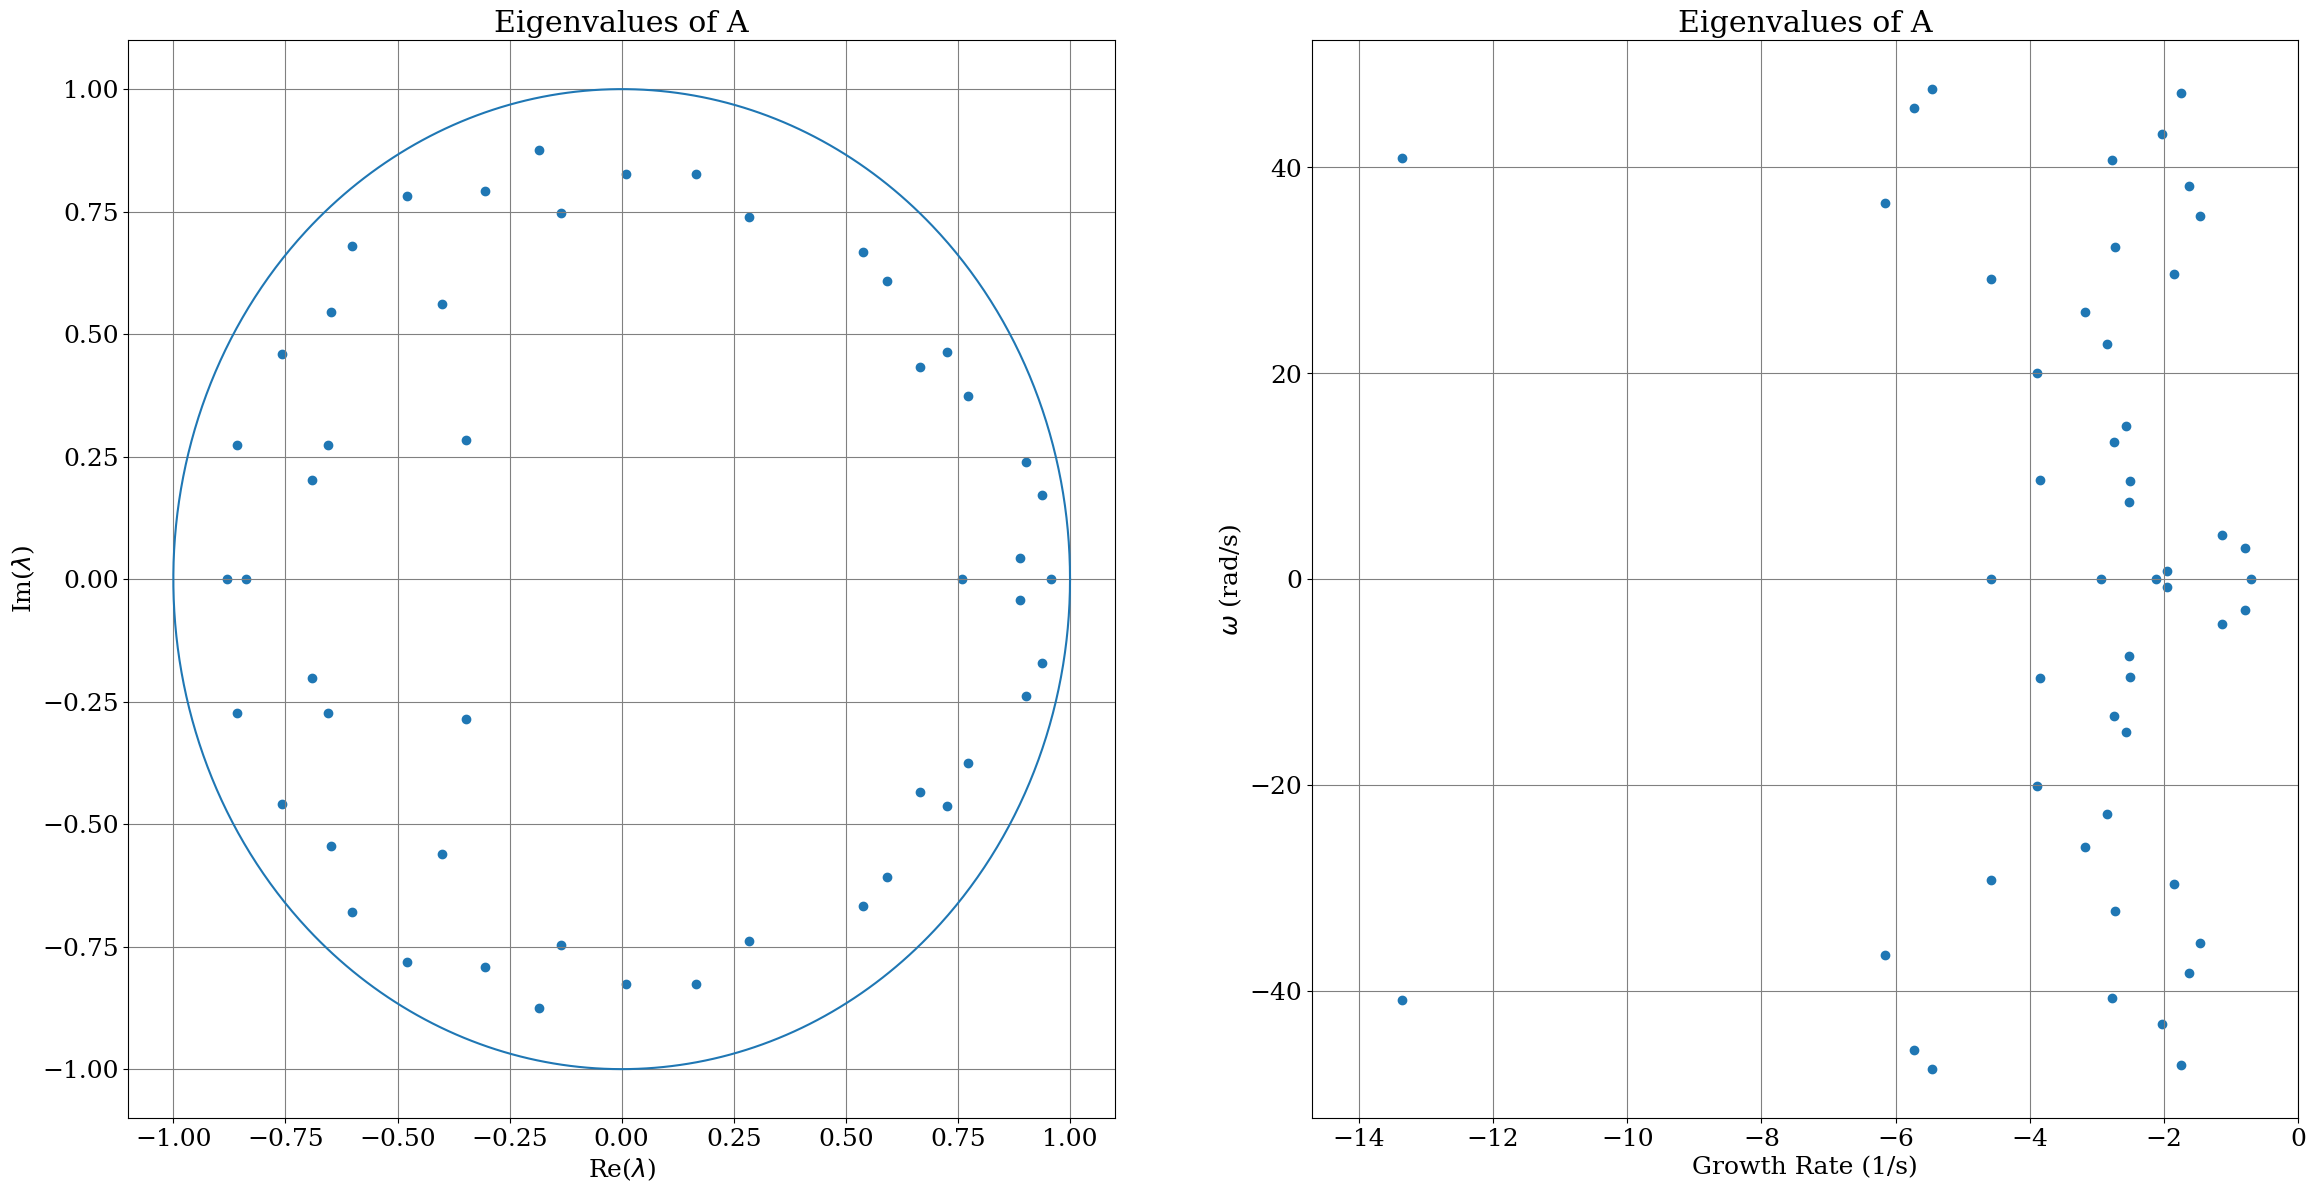 Eigenvalues of A
1.00
0.75
0.50
0.25
0.00
−0.25
−0.50
−0.75
−1.00
Im(λ)
−1.00 −0.75 −0.50 −0.25 0.00 0.25 0.50 0.75 1.00
Re(λ)
Eigenvalues of A
40
20
0
−20
−40
ω (rad/s)
−14 −12 −10 −8 −6 −4 −2 0
Growth Rate (1/s)